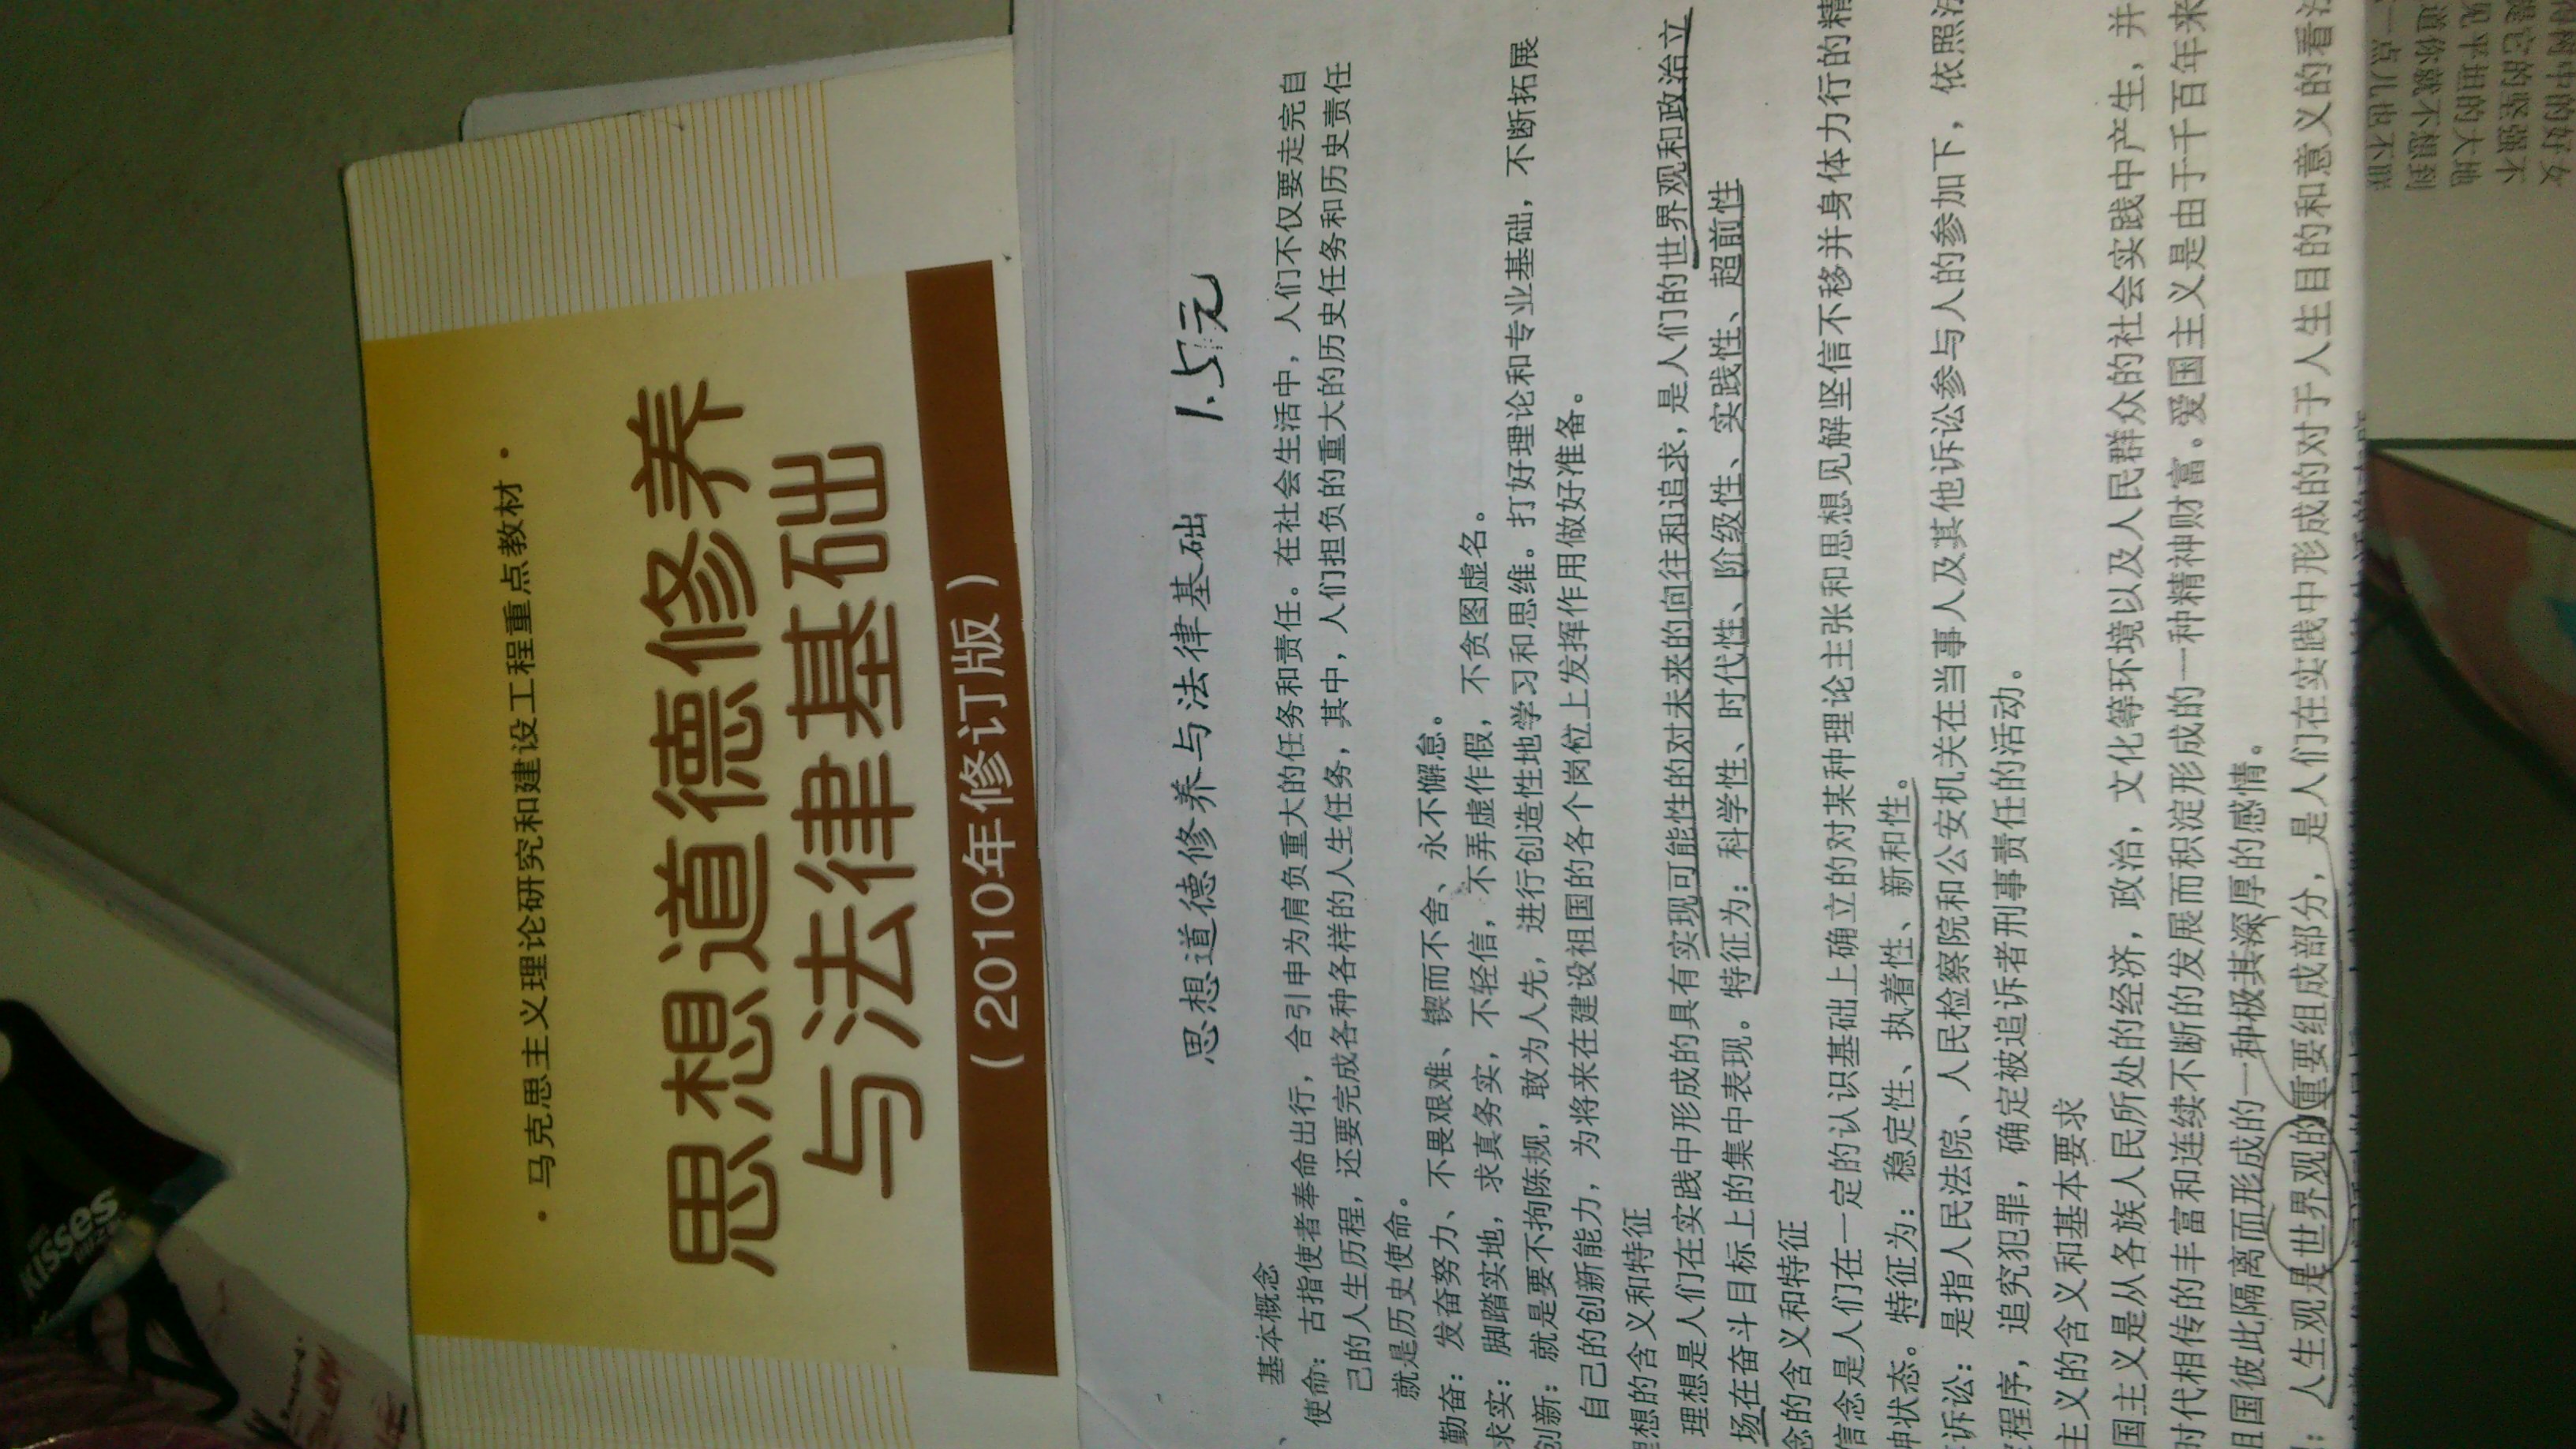 KISSES
·马克思主义理论研究和建设工程重点教材·
思想道德修养
与法律基础
（2010年修订版）
思想道德修养与法律基础 1.5元
、 基本概念
使命：古指使者奉命出行，合引申为肩负重大的任务和责任。在社会生活中，人们不仅要走完自
己的人生历程，还要完成各种各样的人生任务，其中，人们担负的重大的历史任务和历史责任
就是历史使命。
勤奋：发奋努力、不畏艰难、锲而不舍、永不懈怠。
求实：脚踏实地，求真务实，不轻信，不弄虚作假，不贪图虚名。
创新：就是要不拘陈规，敢为人先，进行创造性地学习和思维。打好理论和专业基础，不断拓展
自己的创新能力，为将来在建设祖国的各个岗位上发挥作用做好准备。
理想的含义和特征
理想是人们在实践中形成的具有实现可能性的对未来的向往和追求，是人们的世界观和政治立
场在奋斗目标上的集中表现。特征为：科学性、时代性、阶级性、实践性、超前性
念的含义和特征
信念是人们在一定的认识基础上确立的对某种理论主张和思想见解坚信不移并身体力行的精
神状态。特征为：稳定性、执着性、新和性。
诉讼：是指人民法院、人民检察院和公安机关在当事人及其他诉讼参与人的参加下，依照法
程序，追究犯罪，确定被追诉者刑事责任的活动。
主义的含义和基本要求
国主义是从各族人民所处的经济，政治，文化等环境以及人民群众的社会实践中产生，并
时代相传的丰富和连续不断的发展而积淀形成的一种精神财富。爱国主义是由于千百年来
祖国彼此隔离而形成的一种极其深厚的感情。
：人生观是世界观的重要组成部分，是人们在实践中形成的对于人生目的和意义的看法
一点儿也不
道你就不想到
见平坦的大地
是它的坚强不